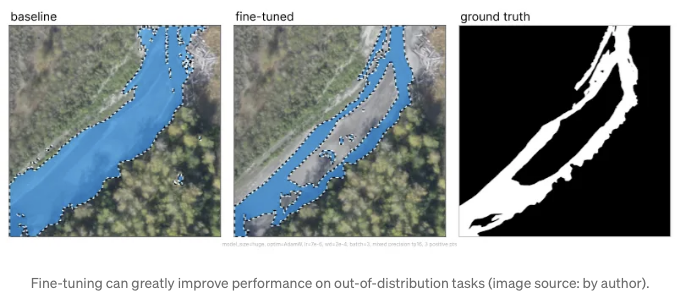 baseline fine-tuned ground truth
Fine-tuning can greatly improve performance on out-of-distribution tasks (image source: by author).